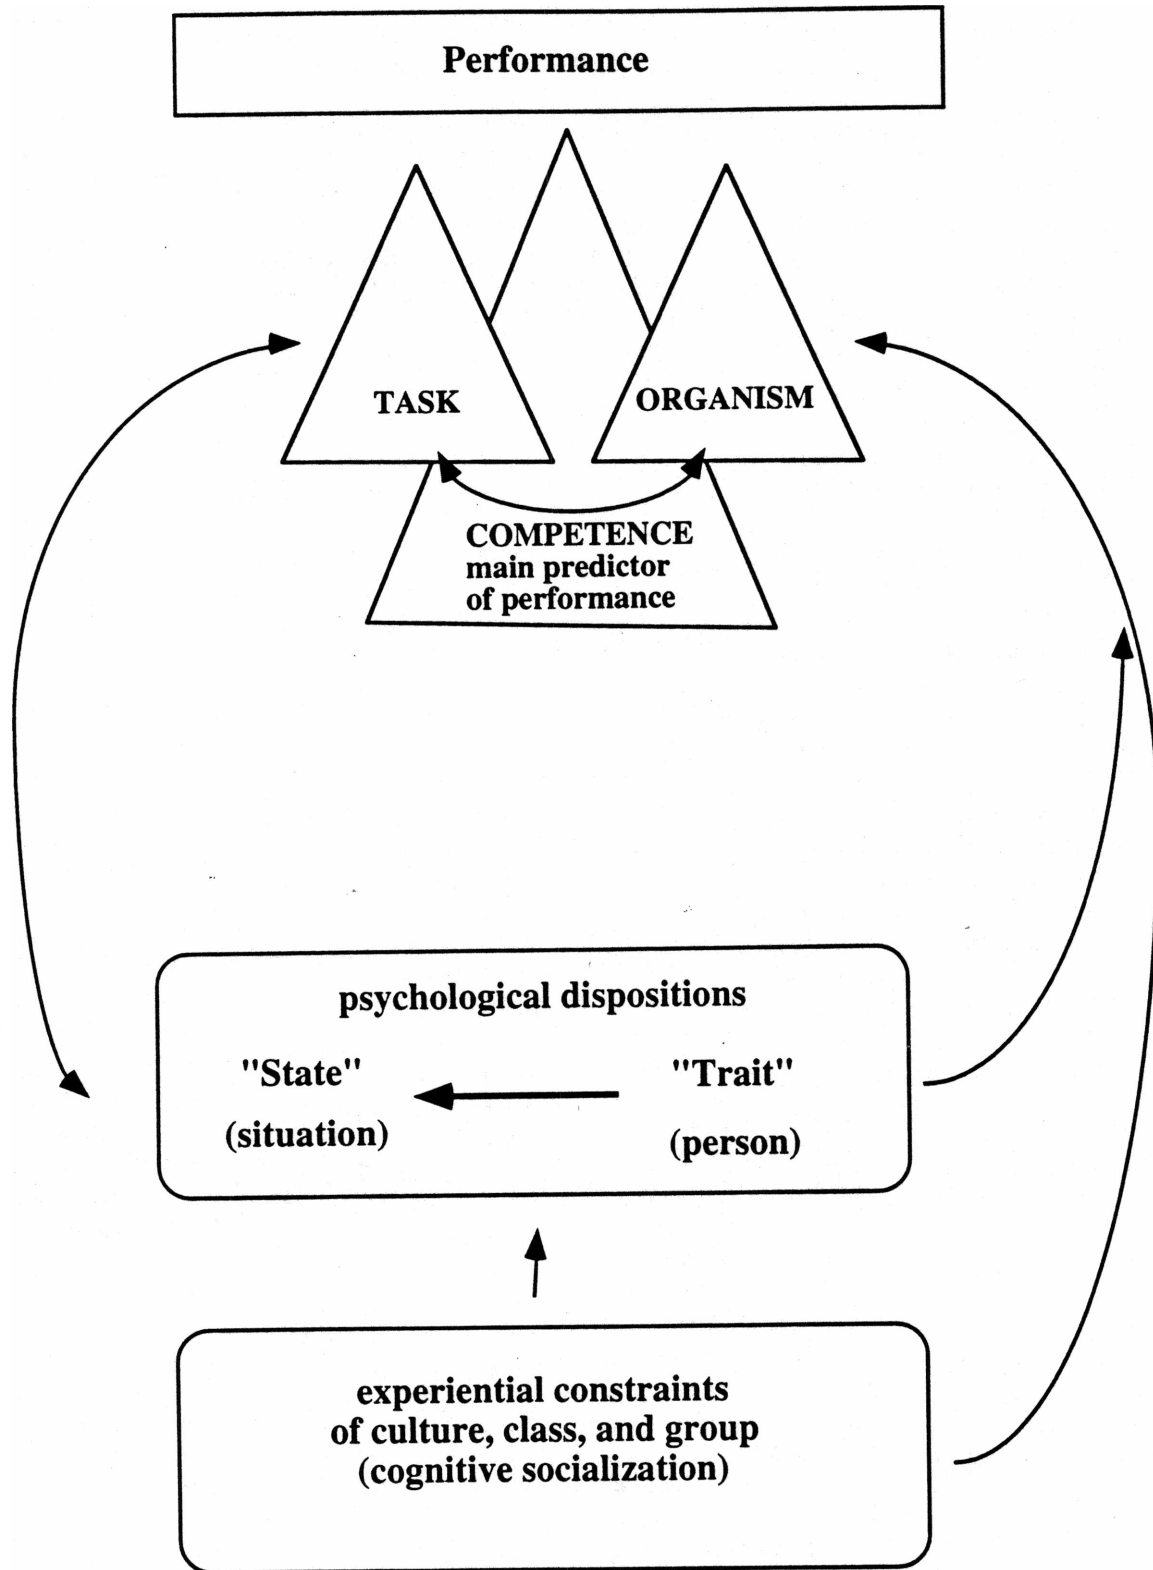 Performance
TASK
ORGANISM
COMPETENCE
main predictor
of performance
psychological dispositions
"State"
"Trait"
(situation)
(person)
experiential constraints
of culture, class, and group
(cognitive socialization)